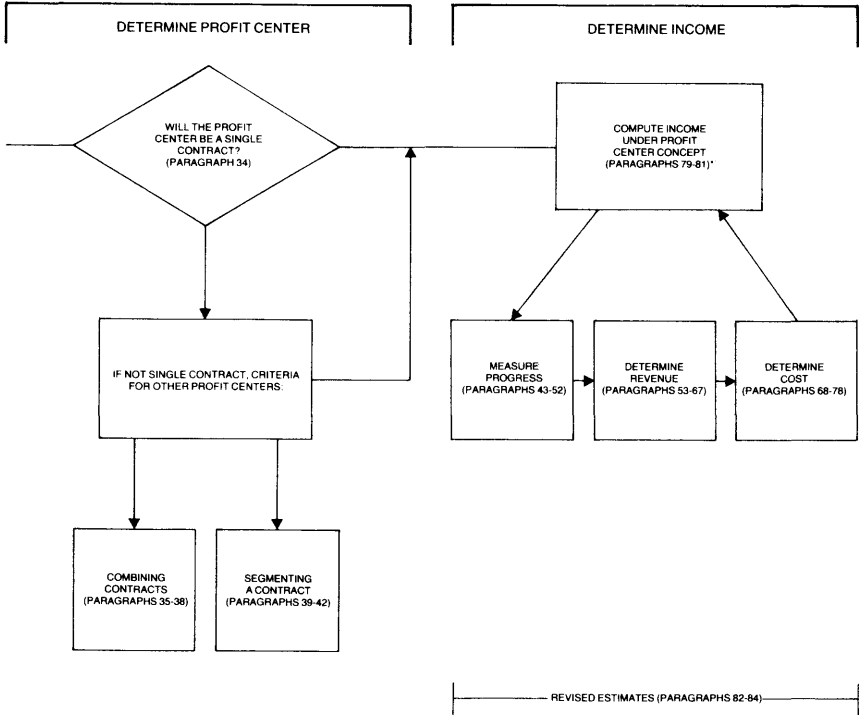 DETERMINE PROFIT CENTER
DETERMINE INCOME
WILL THE PROFIT
CENTER BE A SINGLE
CONTRACT?
(PARAGRAPH 34)
COMPUTE INCOME
UNDER PROFIT
CENTER CONCEPT
(PARAGRAPHS 79-81)*
IF NOT SINGLE CONTRACT, CRITERIA
FOR OTHER PROFIT CENTERS:
MEASURE
PROGRESS
(PARAGRAPHS 43-52)
DETERMINE
REVENUE
(PARAGRAPHS 53-67)
DETERMINE
COST
(PARAGRAPHS 68-78)
COMBINING
CONTRACTS
(PARAGRAPHS 35-38)
SEGMENTING
A CONTRACT
(PARAGRAPHS 39-42)
REVISED ESTIMATES (PARAGRAPHS 82-84)